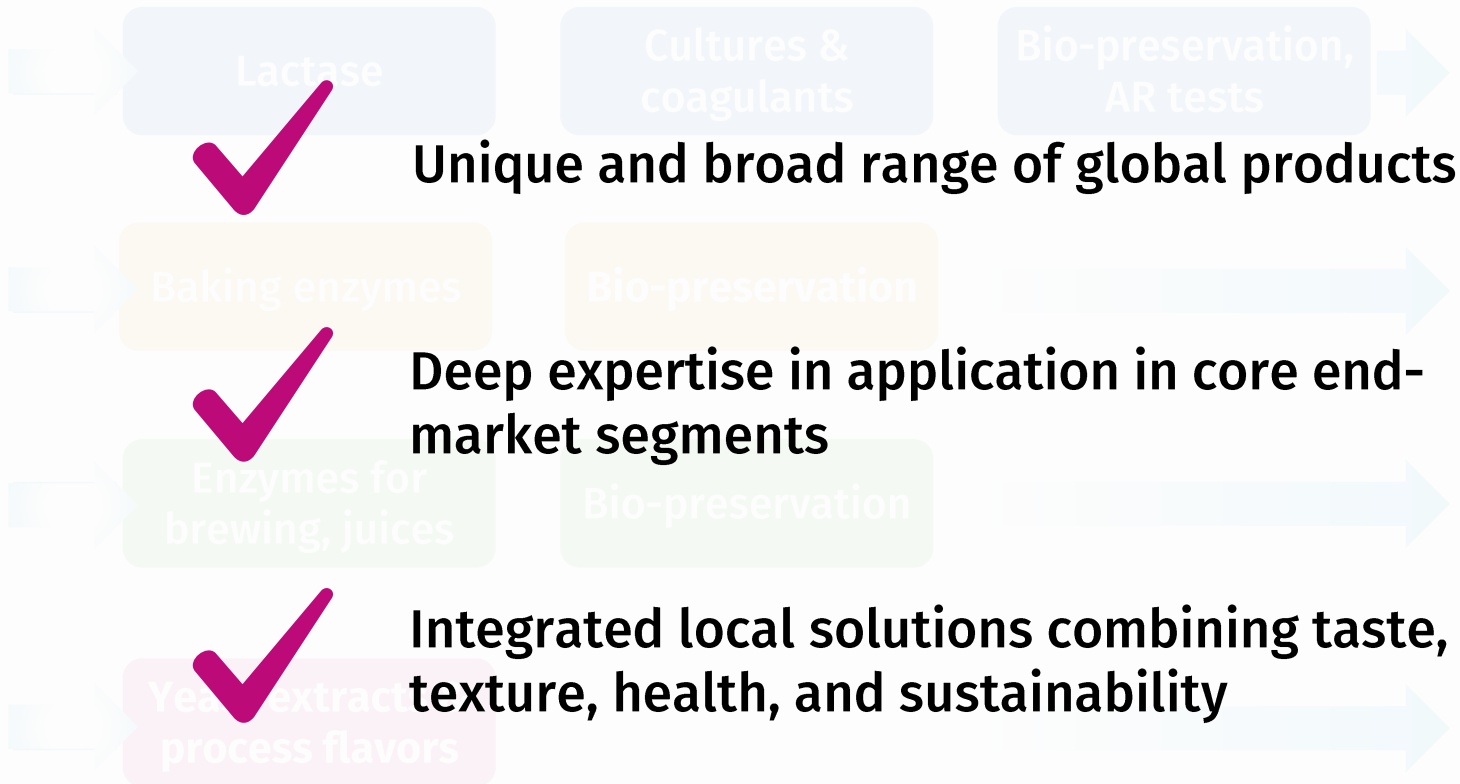 Lactase
Cultures &
coagulants
Bio-preservation,
AR tests
Unique and broad range of global products
Baking enzymes
Bio-preservation
Deep expertise in application in core end-
market segments
Enzymes for
brewing, juices
Bio-preservation
Integrated local solutions combining taste,
texture, health, and sustainability
process flavors